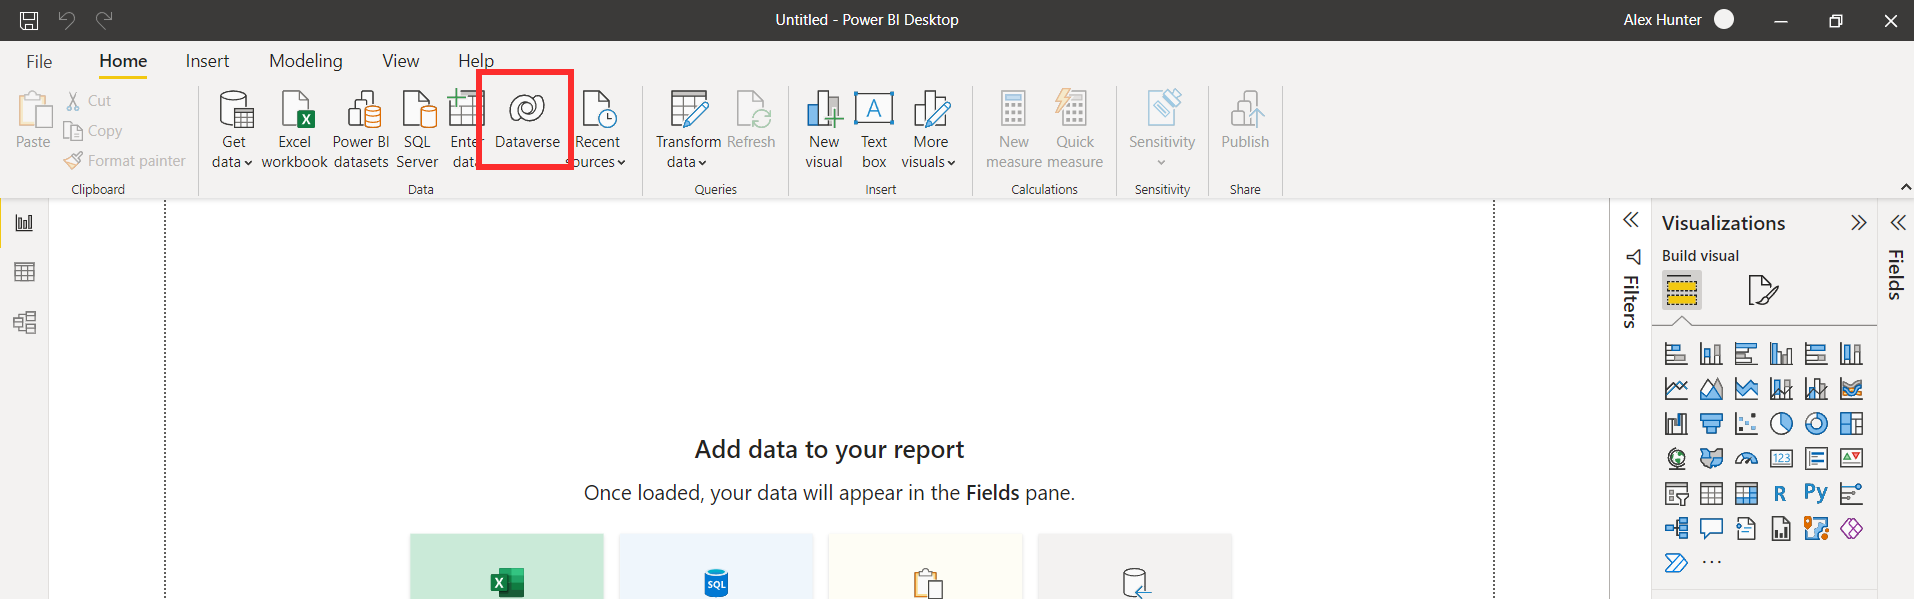 Untitled - Power BI Desktop
Alex Hunter
File Home Insert Modeling View Help
Paste
Cut
Copy
Format painter
Clipboard
Get data
Excel workbook
Power BI datasets
SQL Server
Enter
Dataverse
Recent
Data
Transform data
Refresh
Queries
New visual
Text box
More visuals
Insert
New measure
Quick measure
Calculations
Sensitivity
Sensitivity
Publish
Share
Filters
Visualizations
Build visual
Fields
123
R
Py
Add data to your report
Once loaded, your data will appear in the Fields pane.
X
SQL